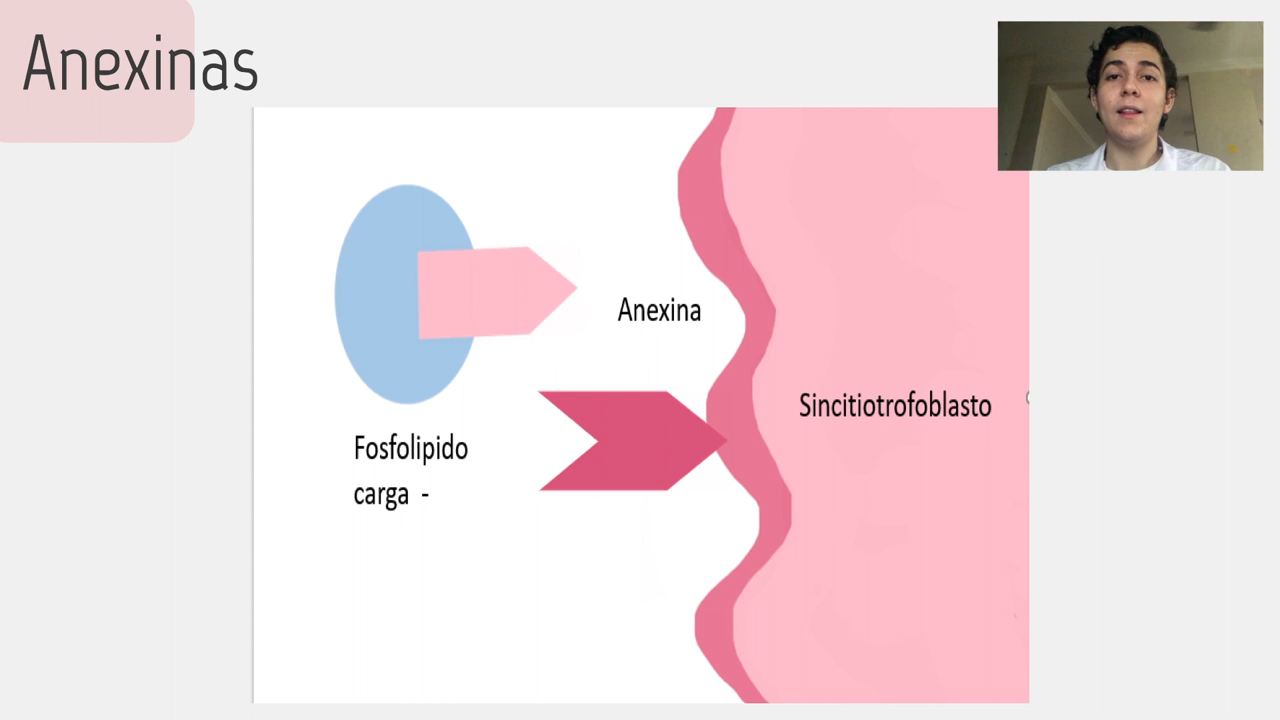 Anexinas
Anexina
Sincitiotrofoblasto
Fosfolipido
carga -